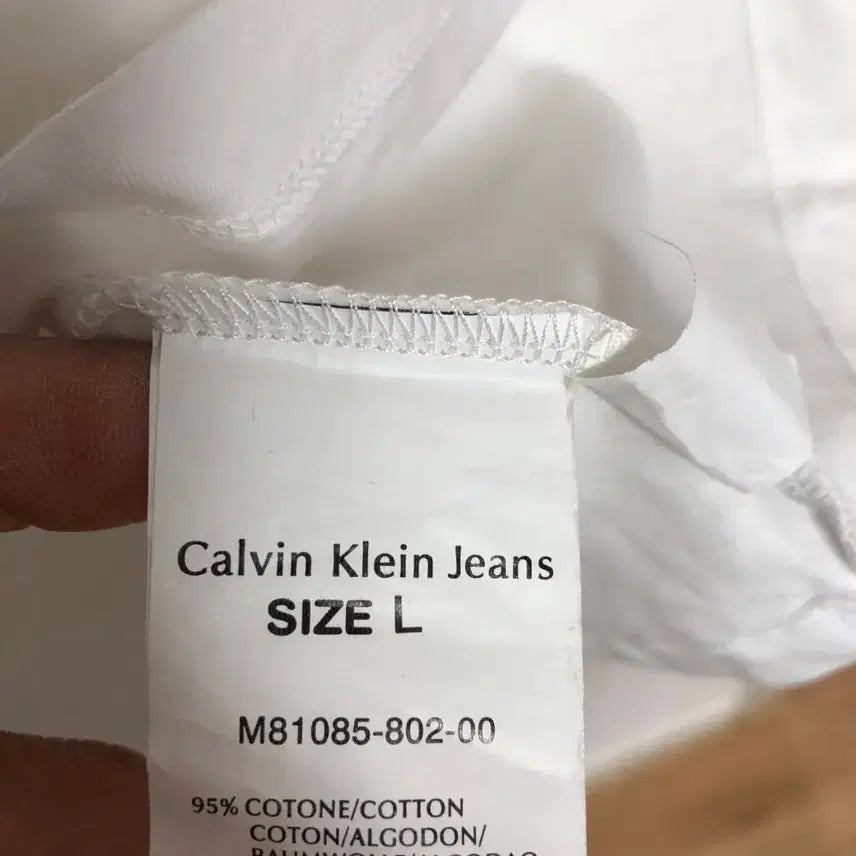 Calvin Klein Jeans
SIZE L
M81085-802-00
95% COTONE/COTTON
COTON/ALGODON/